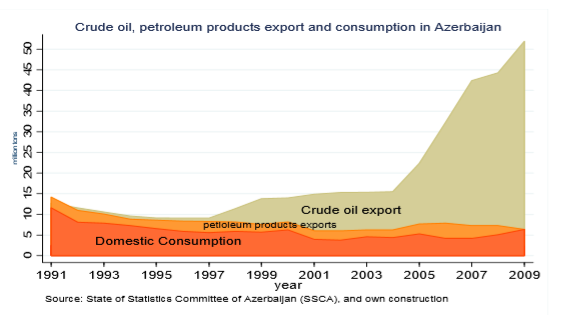 Crude oil, petroleum products export and consumption in Azerbaijan
million tons
50
45
40
35
30
25
20
15
10
5
0
Crude oil export
petioleum products exports
Domestic Consumption
1991 1993 1995 1997 1999 2001 2003 2005 2007 2009
year
Source: State of Statistics Committee of Azerbaijan (SSCA), and own construction